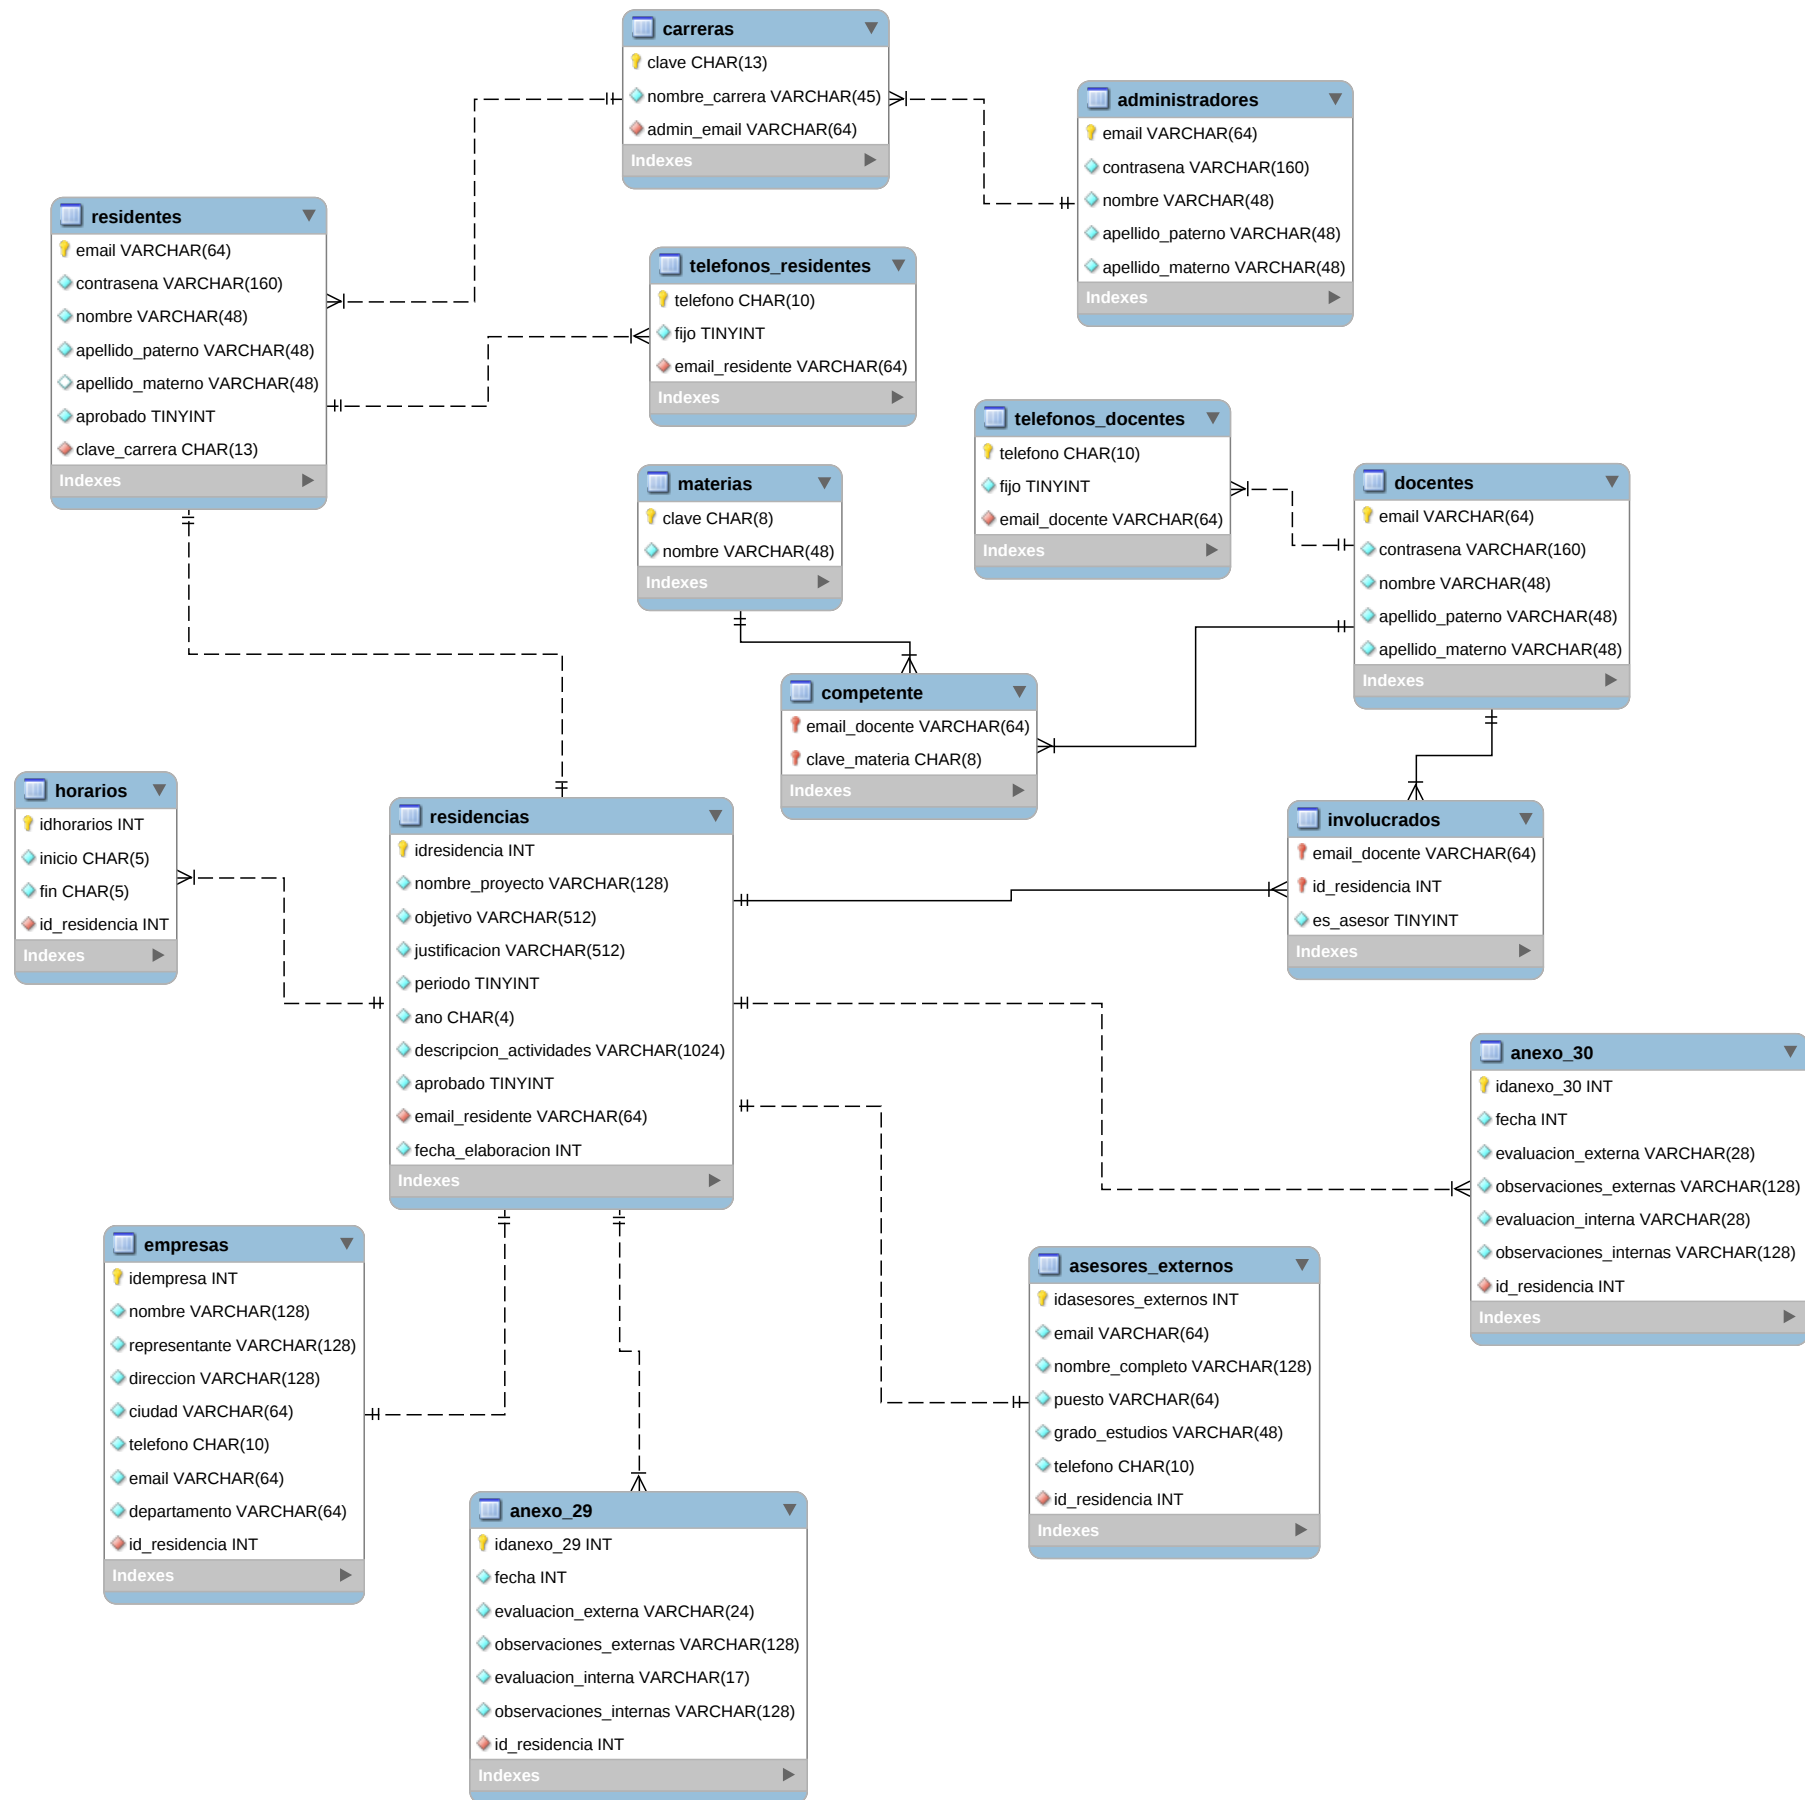 carreras
clave CHAR(13)
nombre_carrera VARCHAR(45)
admin_email VARCHAR(64)
Indexes
administradores
email VARCHAR(64)
contrasena VARCHAR(160)
nombre VARCHAR(48)
apellido_paterno VARCHAR(48)
apellido_materno VARCHAR(48)
Indexes
residentes
email VARCHAR(64)
contrasena VARCHAR(160)
nombre VARCHAR(48)
apellido_paterno VARCHAR(48)
apellido_materno VARCHAR(48)
aprobado TINYINT
clave_carrera CHAR(13)
Indexes
telefonos_residentes
telefono CHAR(10)
fijo TINYINT
email_residente VARCHAR(64)
Indexes
telefonos_docentes
telefono CHAR(10)
fijo TINYINT
email_docente VARCHAR(64)
Indexes
materias
clave CHAR(8)
nombre VARCHAR(48)
Indexes
docentes
email VARCHAR(64)
contrasena VARCHAR(160)
nombre VARCHAR(48)
apellido_paterno VARCHAR(48)
apellido_materno VARCHAR(48)
Indexes
competente
email_docente VARCHAR(64)
clave_materia CHAR(8)
Indexes
horarios
idhorarios INT
inicio CHAR(5)
fin CHAR(5)
id_residencia INT
Indexes
residencias
idresidencia INT
nombre_proyecto VARCHAR(128)
objetivo VARCHAR(512)
justificacion VARCHAR(512)
periodo TINYINT
ano CHAR(4)
descripcion_actividades VARCHAR(1024)
aprobado TINYINT
email_residente VARCHAR(64)
fecha_elaboracion INT
Indexes
involucrados
email_docente VARCHAR(64)
id_residencia INT
es_asesor TINYINT
Indexes
anexo_30
idanexo_30 INT
fecha INT
evaluacion_externa VARCHAR(28)
observaciones_externas VARCHAR(128)
evaluacion_interna VARCHAR(28)
observaciones_internas VARCHAR(128)
id_residencia INT
Indexes
empresas
idempresa INT
nombre VARCHAR(128)
representante VARCHAR(128)
direccion VARCHAR(128)
ciudad VARCHAR(64)
telefono CHAR(10)
email VARCHAR(64)
departamento VARCHAR(64)
id_residencia INT
Indexes
asesores_externos
idasesores_externos INT
email VARCHAR(64)
nombre_completo VARCHAR(128)
puesto VARCHAR(64)
grado_estudios VARCHAR(48)
telefono CHAR(10)
id_residencia INT
Indexes
anexo_29
idanexo_29 INT
fecha INT
evaluacion_externa VARCHAR(24)
observaciones_externas VARCHAR(128)
evaluacion_interna VARCHAR(17)
observaciones_internas VARCHAR(128)
id_residencia INT
Indexes